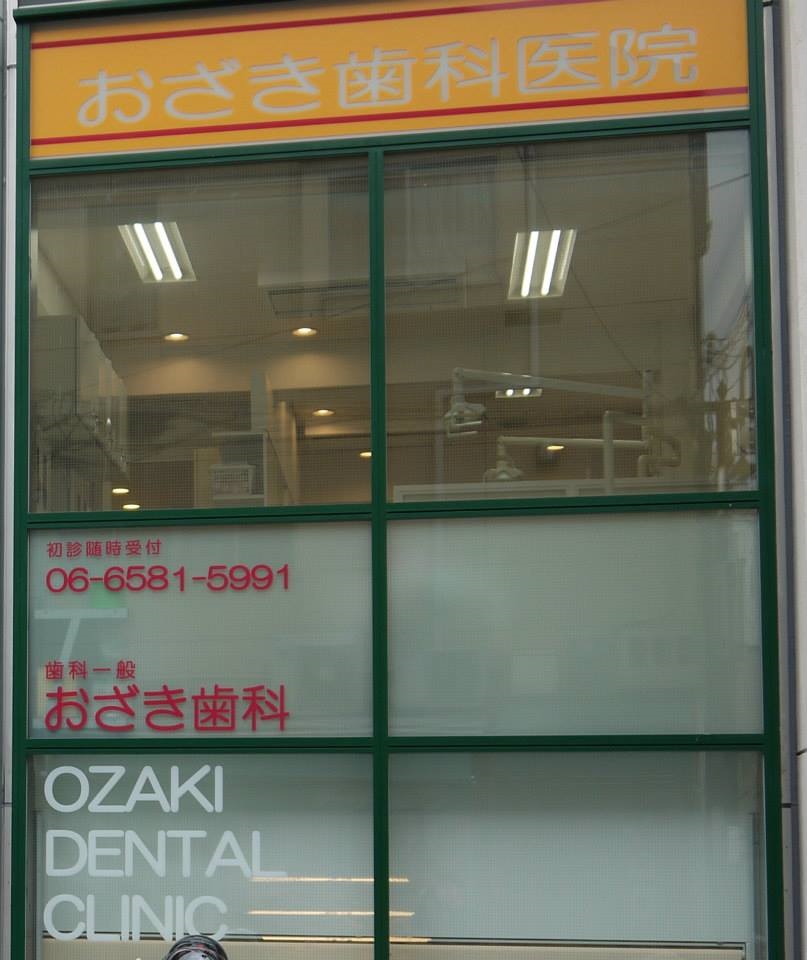 おざき歯科医院
初診随時受付
06-6581-5991
歯科一般
おざき歯科
OZAKI
DENTAL
CLINIC